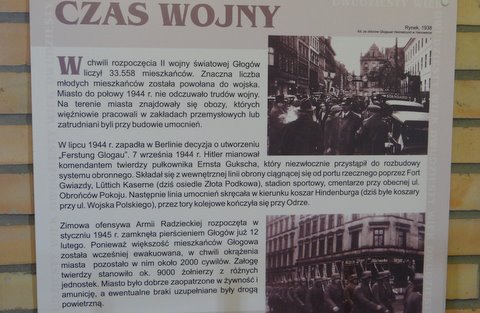 DWUDZIESTY WIEK
CZAS WOJNY
Rynek, 1938
W chwili rozpoczęcia II wojny światowej Głogów
liczył 33.558 mieszkańców. Znaczna liczba
młodych mieszkańców została powołana do wojska.
Miasto do połowy 1944 r. nie odczuwało trudów wojny.
Na terenie miasta znajdowały się obozy, których
więźniowie pracowali w zakładach przemysłowych lub
zatrudniani byli przy budowie umocnień.
W lipcu 1944 r. zapadła w Berlinie decyzja o utworzeniu
„Ferstung Glogau". 7 września 1944 r. Hitler mianował
komendantem twierdzy pułkownika Ernsta Gukscha, który niezwłocznie przystąpił do rozbudowy
systemu obronnego. Składał się z wewnętrznej linii obrony ciągnącej się od portu rzecznego poprzez Fort
Gwiazdy, Lüttich Kaserne (dziś osiedle Złota Podkowa), stadion sportowy, cmentarze przy obecnej ul.
Obrońców Pokoju. Następnie linia umocnień skręcała w kierunku koszar Hindenburga (dziś byłe koszary
przy ul. Wojska Polskiego), przez tory kolejowe kończyła się przy Odrze.
Zimowa ofensywa Armii Radzieckiej rozpoczęta w
styczniu 1945 r. zamknęła pierścieniem Głogów już 12
lutego. Ponieważ większość mieszkańców Głogowa
została wcześniej ewakuowana, w chwili okrążenia
miasta pozostało w nim około 2000 cywilów. Załogę
twierdzy stanowiło ok. 9000 żołnierzy z różnych
jednostek. Miasto było dobrze zaopatrzone w żywność i
amunicję, a ewentualne braki uzupełniane były drogą
powietrzną.